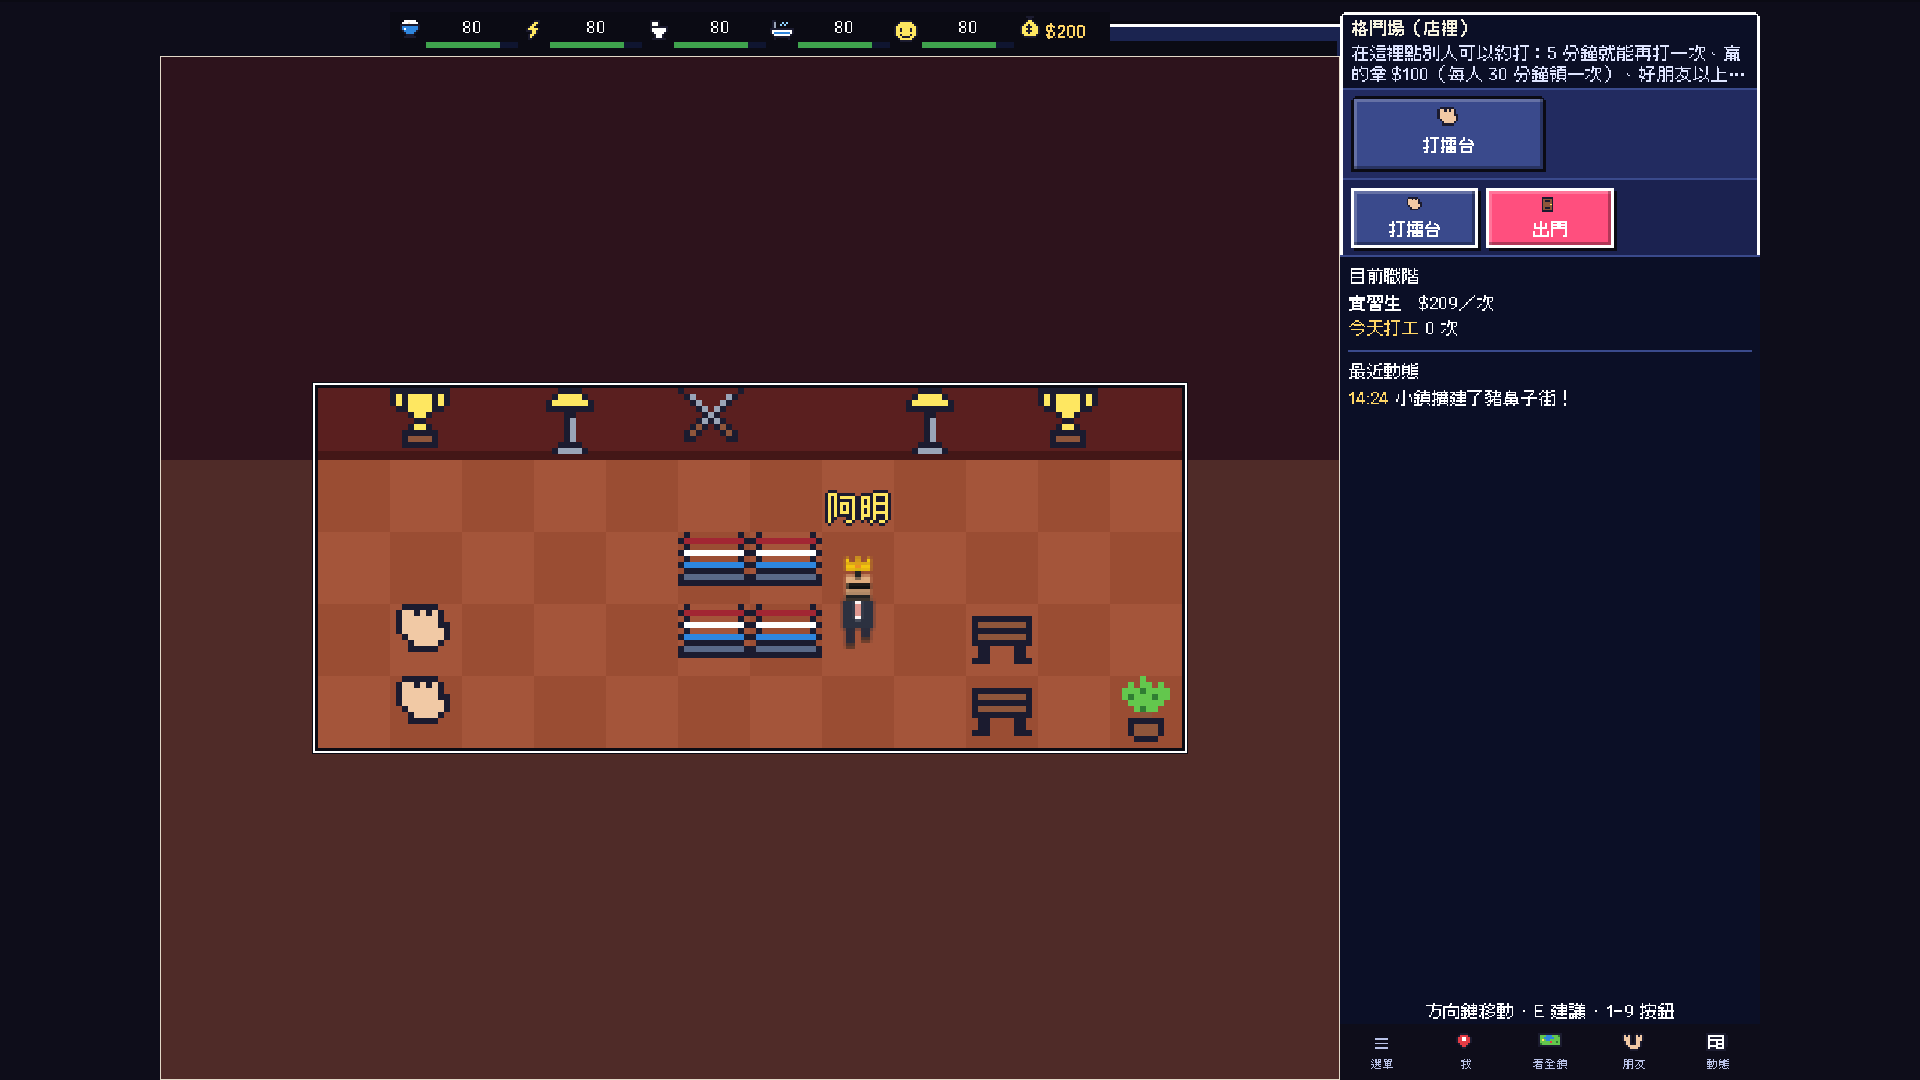 80 80 80 80 80 $200
格鬥場（店裡）
在這裡點別人可以約打：5 分鐘就能再打一次、贏
的拿 $100（每人 30 分鐘領一次）、好朋友以上…
打擂台
打擂台 出門
目前職階
實習生 $209／次
今天打工 0 次
最近動態
14:24 小鎮擴建了豬鼻子街！
阿明
方向鍵移動 · E 建議 · 1-9 按鈕
選單 我 看全鎮 朋友 動態